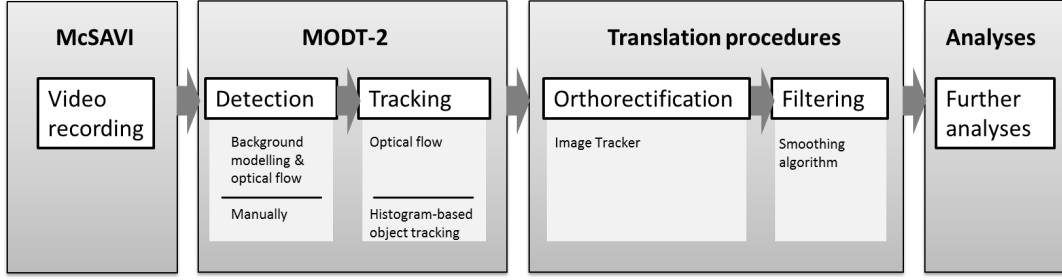 McSAVI
Video
recording
MODT-2
Detection
Background
modelling &
optical flow
Manually
Tracking
Optical flow
Histogram-based
object tracking
Translation procedures
Orthorectification
Image Tracker
Filtering
Smoothing
algorithm
Analyses
Further
analyses